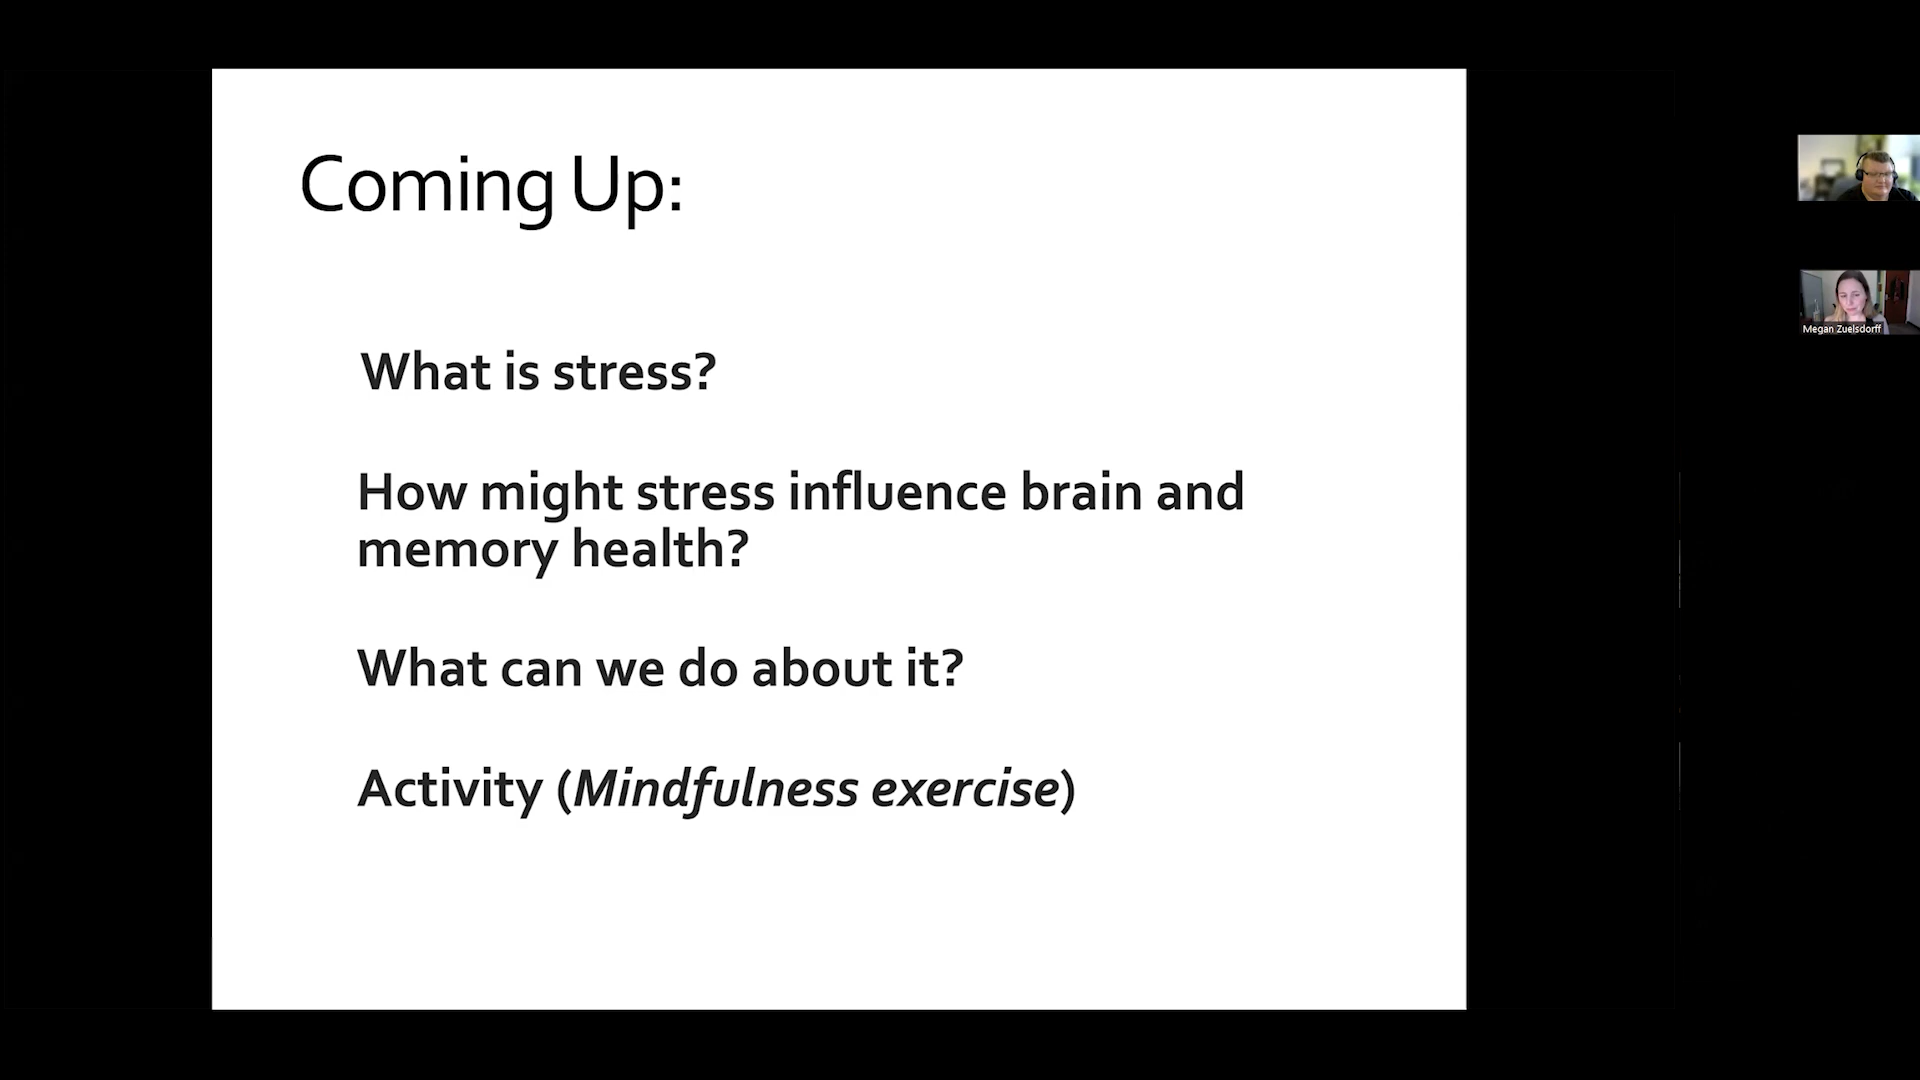 Coming Up:
What is stress?
How might stress influence brain and
memory health?
What can we do about it?
Activity (Mindfulness exercise)
Megan Zuelsdorff